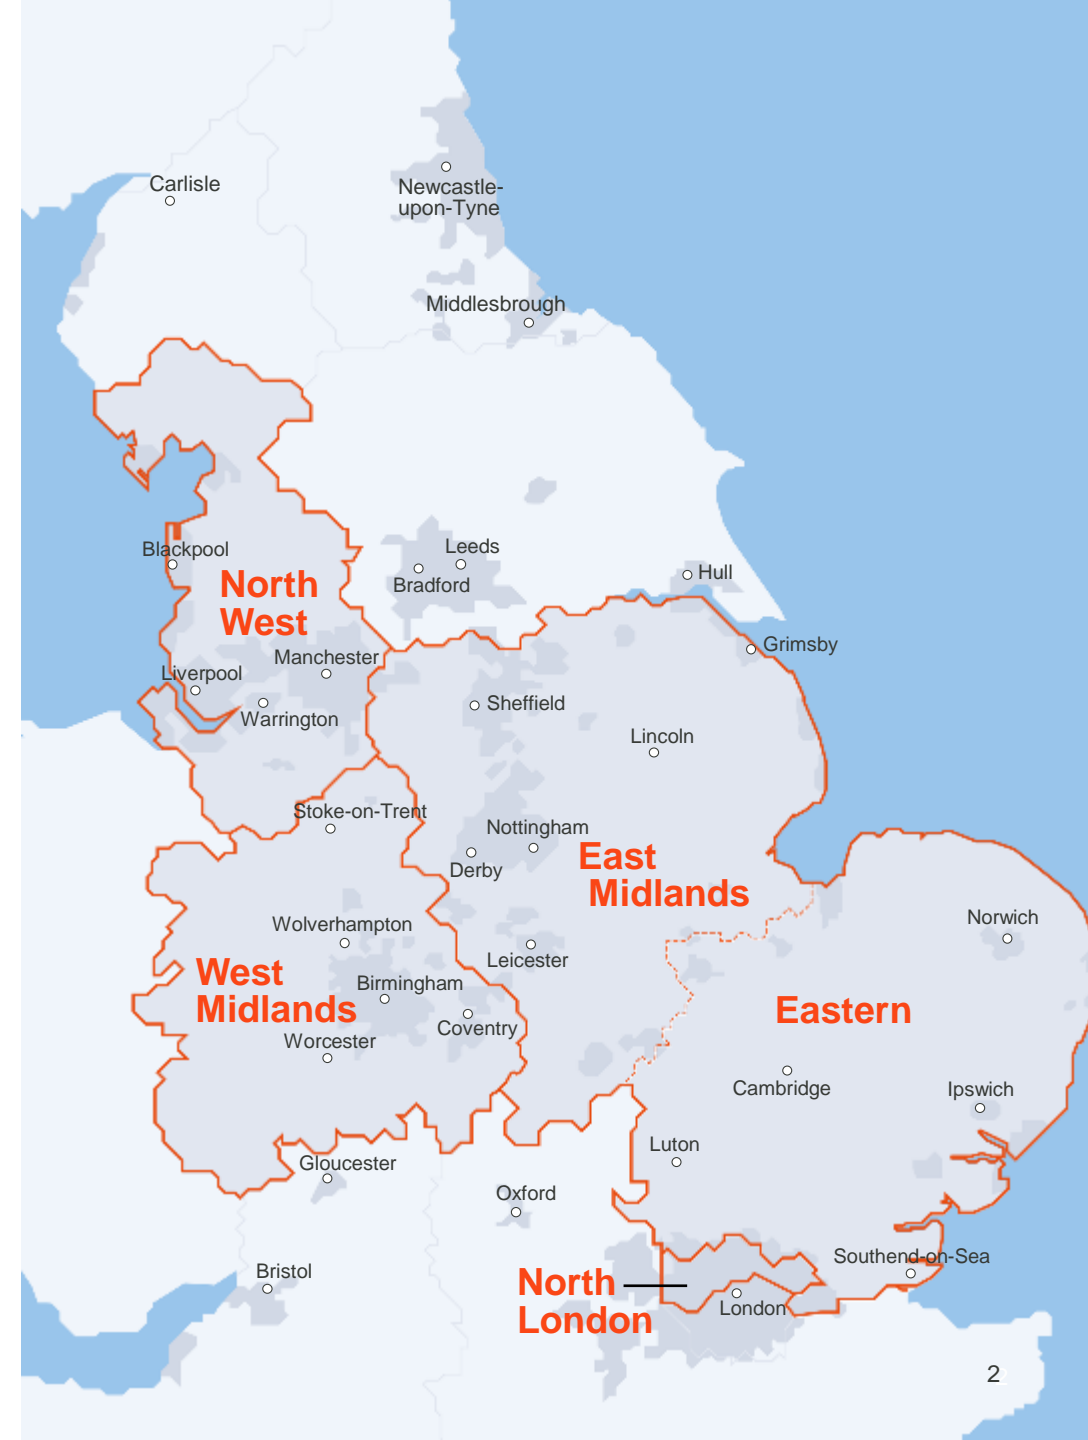 Carlisle
Newcastle-
upon-Tyne
Middlesbrough
Leeds
Blackpool
Bradford
Hull
North
West
Grimsby
Manchester
Liverpool
Sheffield
Warrington
Lincoln
Stoke-on-Trent
Nottingham
East
Derby
Midlands
Norwich
Wolverhampton
Leicester
West
Birmingham
Midlands
Eastern
Coventry
Worcester
Cambridge
Ipswich
Luton
Gloucester
Oxford
Southend-on-Sea
Bristol
North
London
London
2